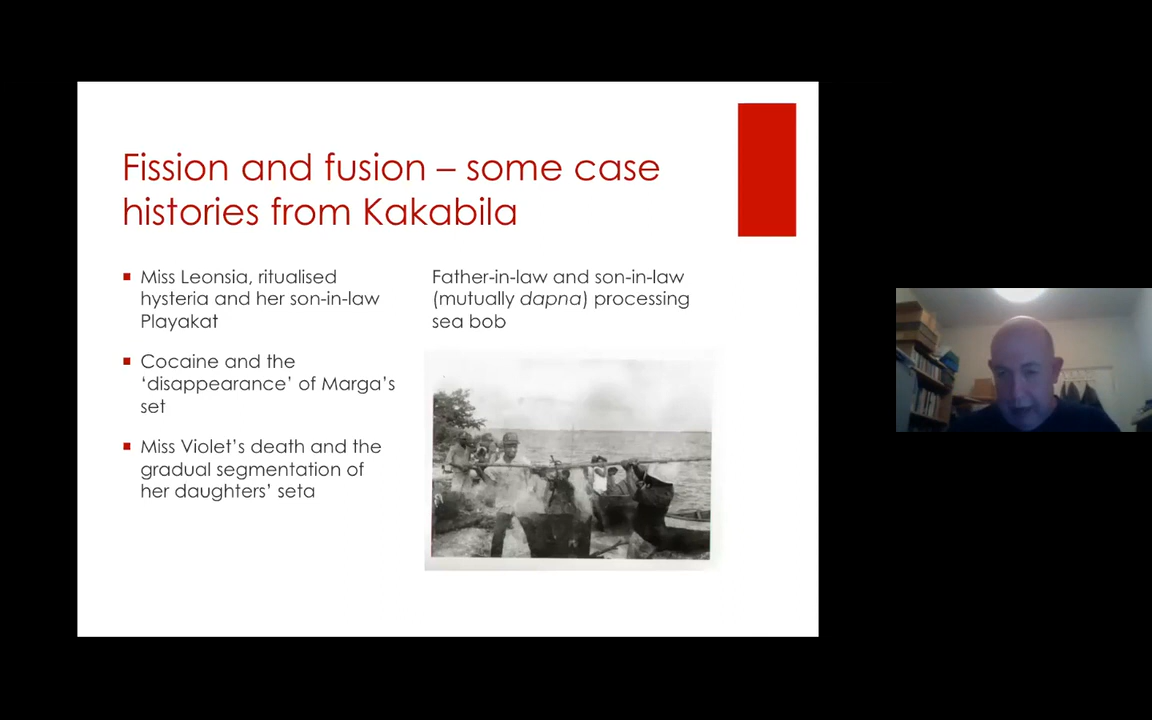 Fission and fusion – some case
histories from Kakabila
Miss Leonsia, ritualised
hysteria and her son-in-law
Playakat
Cocaine and the
‘disappearance’ of Marga’s
set
Miss Violet’s death and the
gradual segmentation of
her daughters’ seta
Father-in-law and son-in-law
(mutually dapna) processing
sea bob